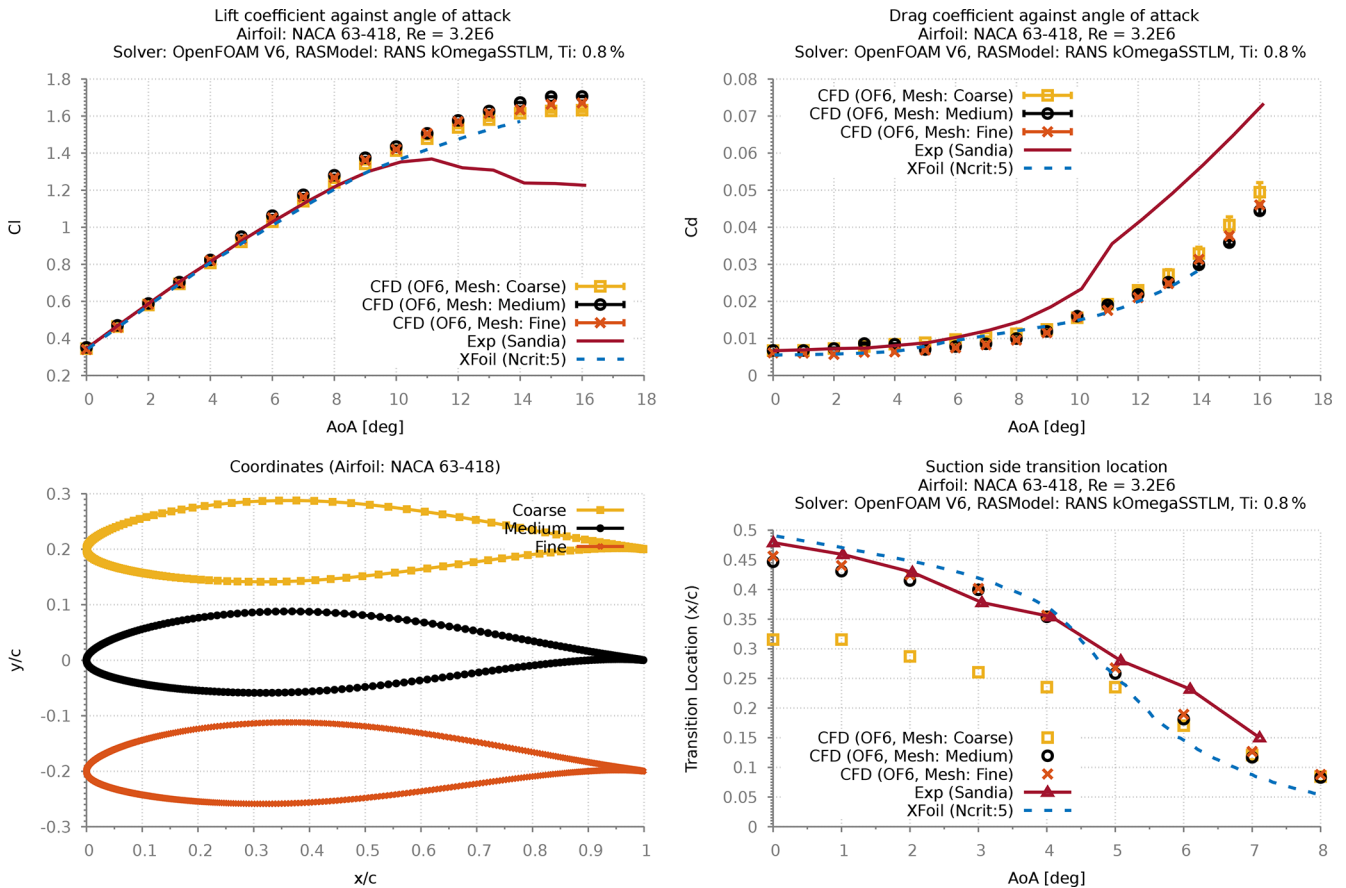 Lift coefficient against angle of attack
Airfoil: NACA 63-418, Re = 3.2E6
Solver: OpenFOAM V6, RASModel: RANS kOmegaSSTLM, Ti: 0.8 %
1.8
1.6
1.4
1.2
1
0.8
0.6
0.4
0.2
Cl
CFD (OF6, Mesh: Coarse)
CFD (OF6, Mesh: Medium)
CFD (OF6, Mesh: Fine)
Exp (Sandia)
XFoil (Ncrit:5)
0 2 4 6 8 10 12 14 16 18
AoA [deg]
Drag coefficient against angle of attack
Airfoil: NACA 63-418, Re = 3.2E6
Solver: OpenFOAM V6, RASModel: RANS kOmegaSSTLM, Ti: 0.8 %
0.08
0.07
0.06
0.05
0.04
0.03
0.02
0.01
0
Cd
CFD (OF6, Mesh: Coarse)
CFD (OF6, Mesh: Medium)
CFD (OF6, Mesh: Fine)
Exp (Sandia)
XFoil (Ncrit:5)
0 2 4 6 8 10 12 14 16 18
AoA [deg]
Coordinates (Airfoil: NACA 63-418)
0.3
0.2
0.1
0
-0.1
-0.2
-0.3
y/c
Coarse
Medium
Fine
0 0.1 0.2 0.3 0.4 0.5 0.6 0.7 0.8 0.9 1
x/c
Suction side transition location
Airfoil: NACA 63-418, Re = 3.2E6
Solver: OpenFOAM V6, RASModel: RANS kOmegaSSTLM, Ti: 0.8 %
0.5
0.45
0.4
0.35
0.3
0.25
0.2
0.15
0.1
0.05
0
Transition Location (x/c)
CFD (OF6, Mesh: Coarse)
CFD (OF6, Mesh: Medium)
CFD (OF6, Mesh: Fine)
Exp (Sandia)
XFoil (Ncrit:5)
0 1 2 3 4 5 6 7 8
AoA [deg]